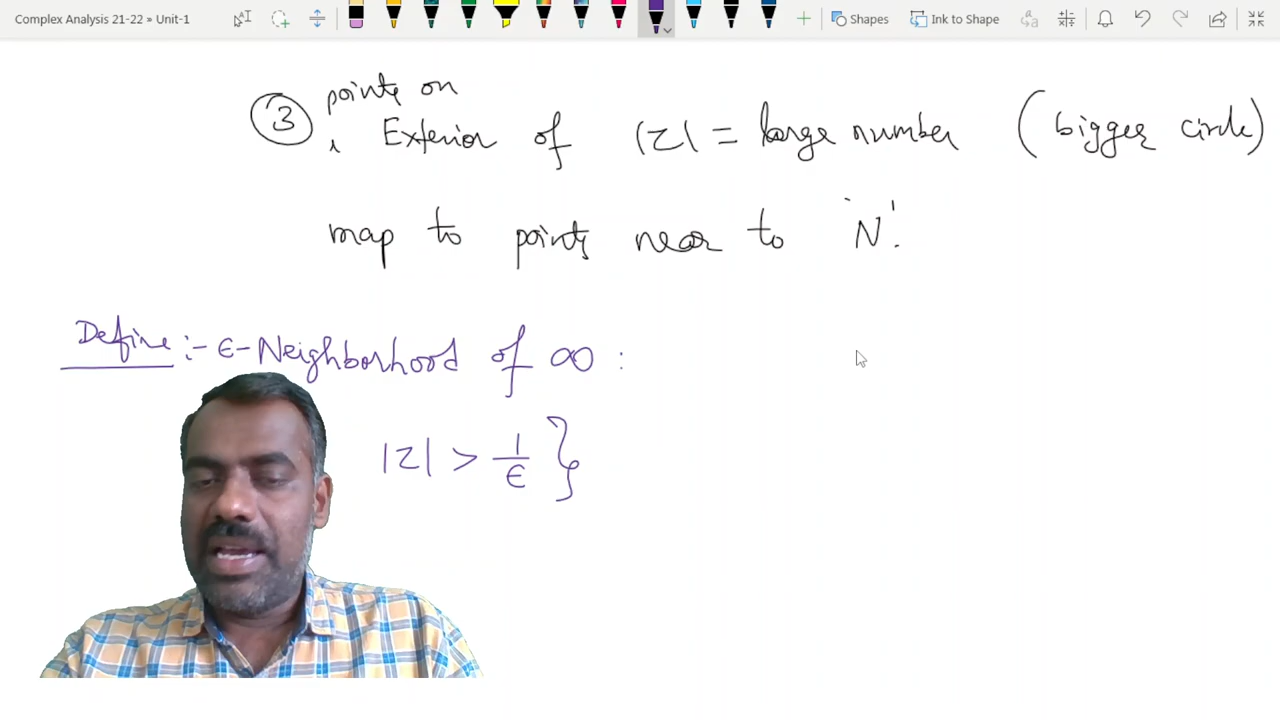 Complex Analysis 21-22 » Unit-1
Shapes
Ink to Shape
points on
③ Exterior of |z| = large number (bigger circle)
map to points near to 'N'.
Define :- ϵ-Neighborhood of ∞ :
|z| > 1/ϵ }